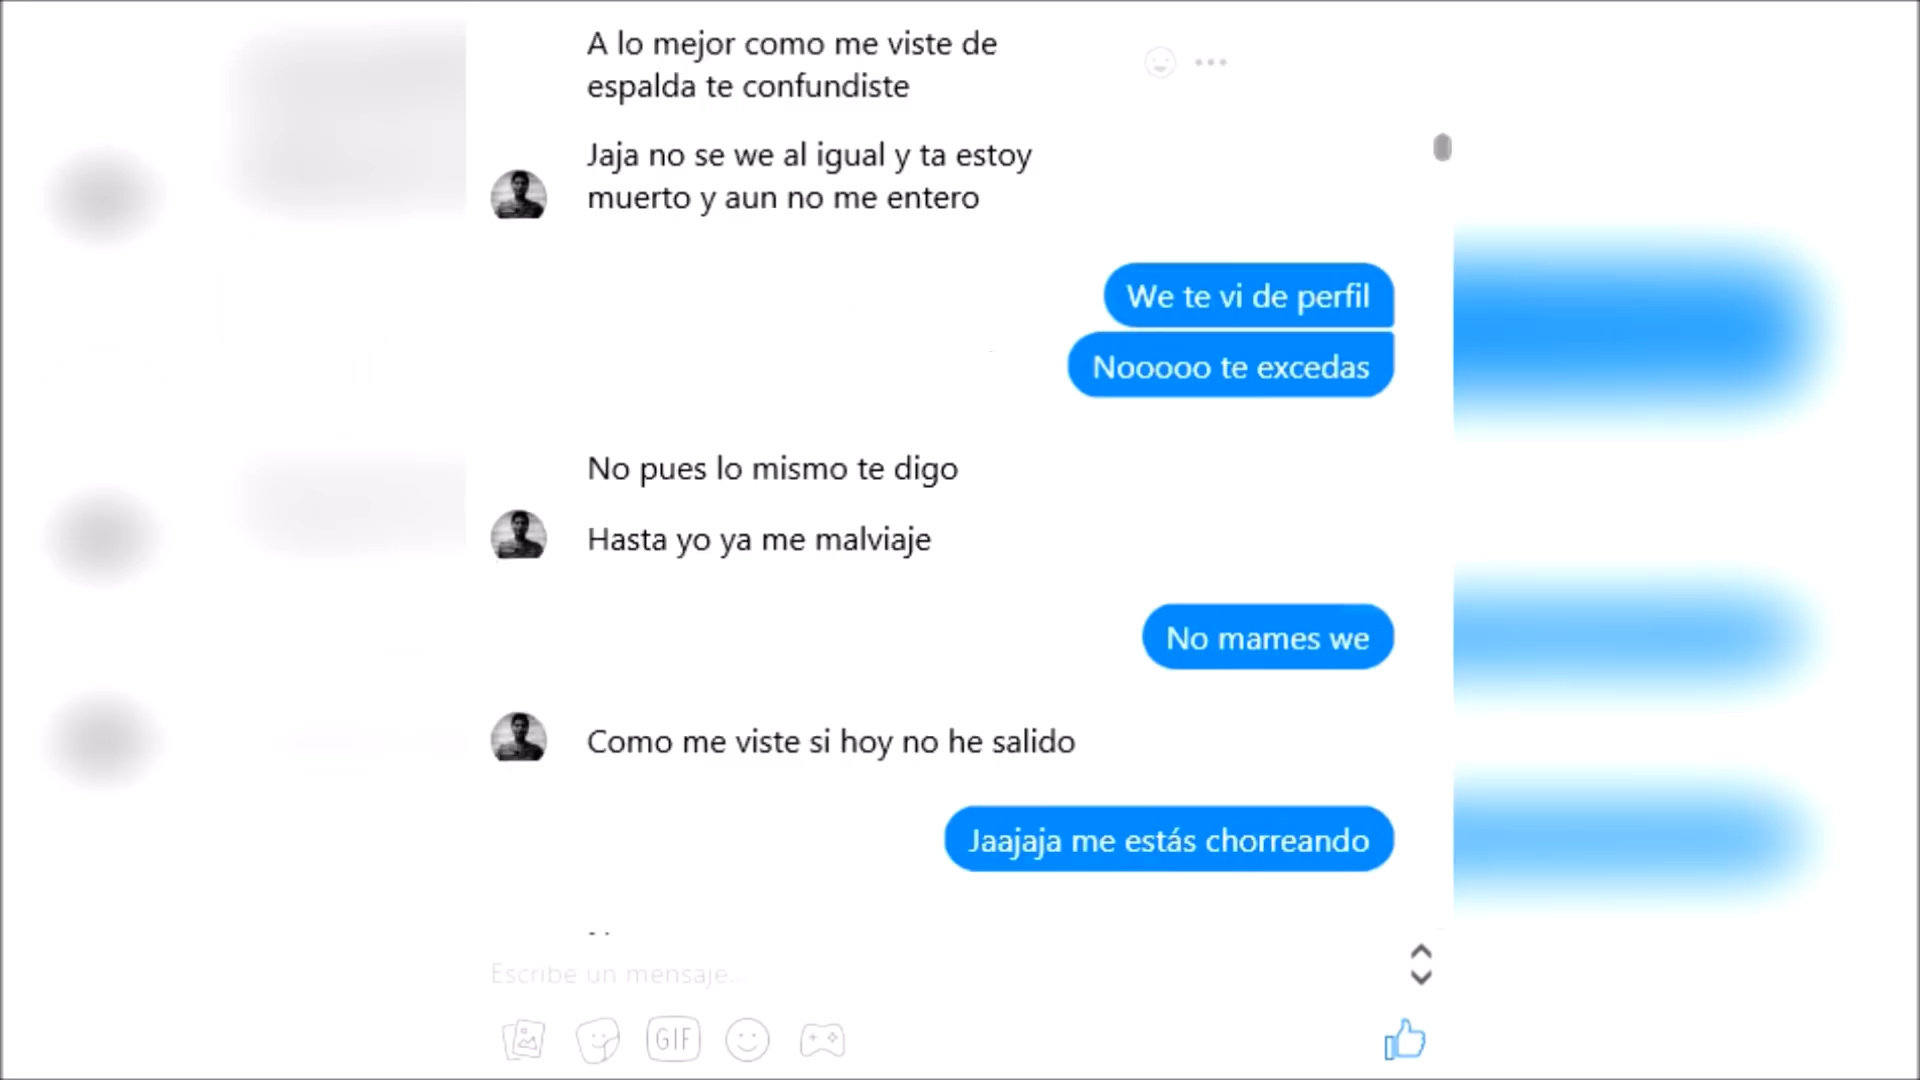 A lo mejor como me viste de
espalda te confundiste
Jaja no se we al igual y ta estoy
muerto y aun no me entero
We te vi de perfil
Nooooo te excedas
No pues lo mismo te digo
Hasta yo ya me malviaje
No mames we
Como me viste si hoy no he salido
Jaajaja me estás chorreando
Escribe un mensaje...
GIF